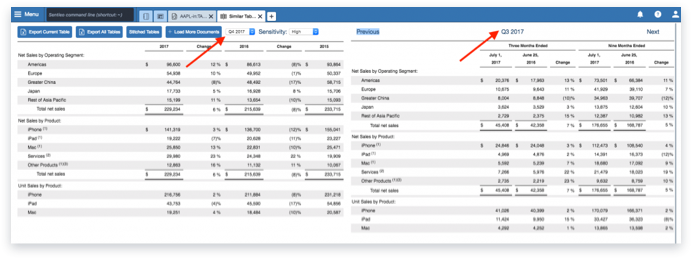 Menu Sentieo command line (shortcut: ~) AAPL-nTA... × Similar Tab... × +
Export Current Table Export All Tables Stitched Tables + Load More Documents Q4 2017 Sensitivity: High
Previous Q3 2017 Next
2017 Change 2016 Change 2015
Net Sales by Operating Segment:
Americas $ 96,600 12 % $ 86,613 (8)% $ 93,864
Europe 54,938 10 % 49,952 (1)% 50,337
Greater China 44,764 (8)% 48,492 (17)% 58,715
Japan 17,733 5 % 16,928 8 % 15,706
Rest of Asia Pacific 15,199 11 % 13,654 (10)% 15,093
Total net sales $ 229,234 6 % $ 215,639 (8)% $ 233,715
Net Sales by Product:
iPhone (1) $ 141,319 3 % $ 136,700 (12)% $ 155,041
iPad (1) 19,222 (7)% 20,628 (11)% 23,227
Mac (1) 25,850 13 % 22,831 (10)% 25,471
Services (2) 29,980 23 % 24,348 22 % 19,909
Other Products (1)(3) 12,863 16 % 11,132 11 % 10,067
Total net sales $ 229,234 6 % $ 215,639 (8)% $ 233,715
Unit Sales by Product:
iPhone 216,756 2 % 211,884 (8)% 231,218
iPad 43,753 (4)% 45,590 (17)% 54,856
Mac 19,251 4 % 18,484 (10)% 20,587
Three Months Ended Nine Months Ended
July 1, 2017 June 25, 2016 Change July 1, 2017 June 25, 2016 Change
Net Sales by Operating Segment:
Americas $ 20,376 $ 17,963 13 % $ 73,521 $ 66,384 11 %
Europe 10,675 9,643 11 % 41,929 39,110 7 %
Greater China 8,004 8,848 (10)% 34,963 39,707 (12)%
Japan 3,624 3,529 3 % 13,875 12,604 10 %
Rest of Asia Pacific 2,729 2,375 15 % 12,367 10,982 13 %
Total net sales $ 45,408 $ 42,358 7 % $ 176,655 $ 168,787 5 %
Net Sales by Product:
iPhone (1) $ 24,846 $ 24,048 3 % $ 112,473 $ 108,540 4 %
iPad (1) 4,969 4,876 2 % 14,391 16,373 (12)%
Mac (1) 5,592 5,239 7 % 18,680 17,092 9 %
Services (2) 7,266 5,976 22 % 21,479 18,023 19 %
Other Products (1)(3) 2,735 2,219 23 % 9,632 8,759 10 %
Total net sales $ 45,408 $ 42,358 7 % $ 176,655 $ 168,787 5 %
Unit Sales by Product:
iPhone 41,026 40,399 2 % 170,079 166,371 2 %
iPad 11,424 9,950 15 % 33,427 36,323 (8)%
Mac 4,292 4,252 1 % 13,865 13,598 2 %